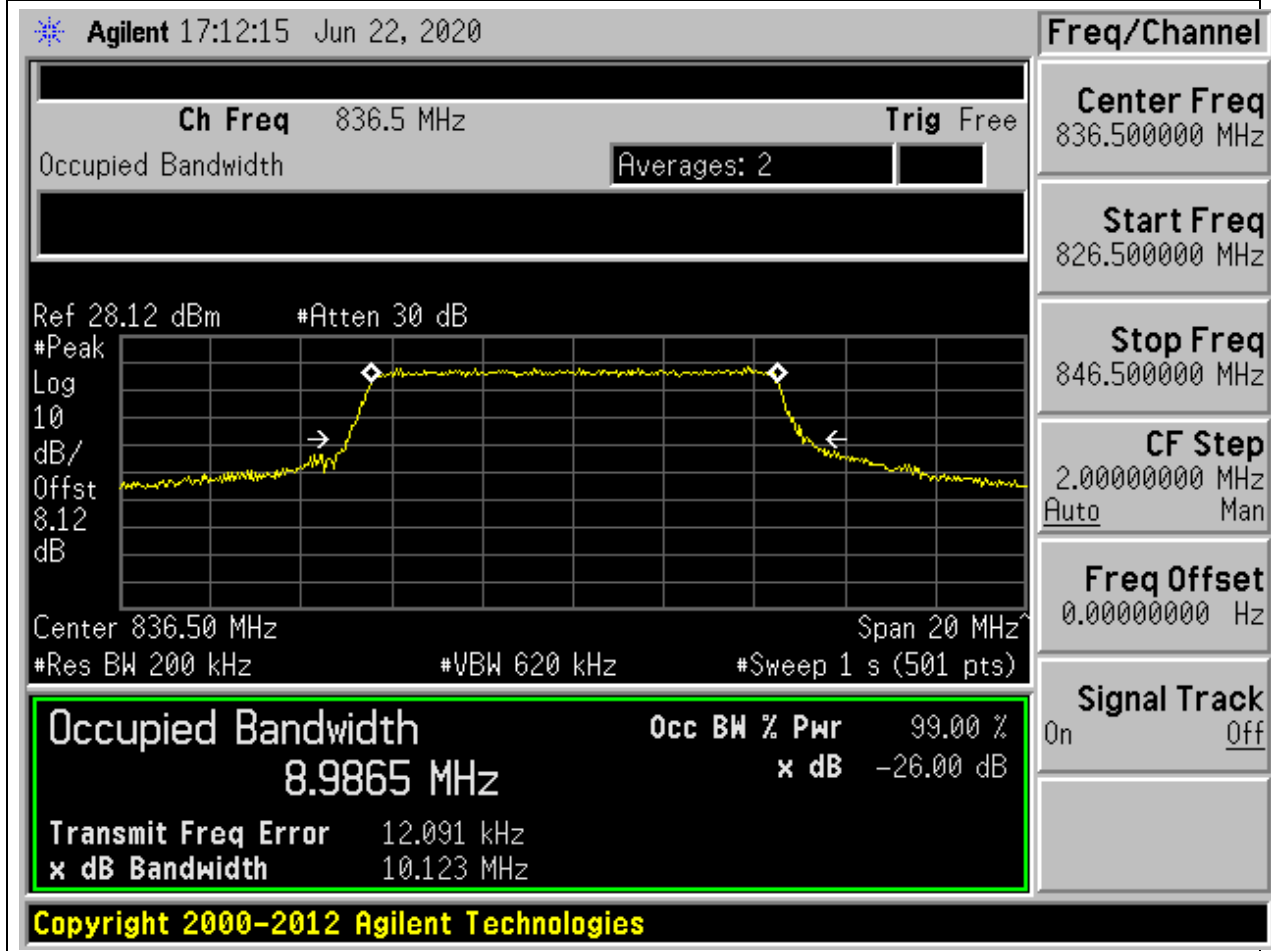 Agilent 17:12:15 Jun 22, 2020
Freq/Channel
Ch Freq 836.5 MHz Trig Free
Occupied Bandwidth Averages: 2
Center Freq
836.500000 MHz
Start Freq
826.500000 MHz
Stop Freq
846.500000 MHz
CF Step
2.00000000 MHz
Auto Man
Freq Offset
0.00000000 Hz
Signal Track
On Off
Ref 28.12 dBm #Atten 30 dB
#Peak
Log
10
dB/
Offst
8.12
dB
Center 836.50 MHz Span 20 MHz^
#Res BW 200 kHz #VBW 620 kHz #Sweep 1 s (501 pts)
Occupied Bandwidth
8.9865 MHz
Occ BW % Pwr 99.00 %
x dB -26.00 dB
Transmit Freq Error 12.091 kHz
x dB Bandwidth 10.123 MHz
Copyright 2000-2012 Agilent Technologies